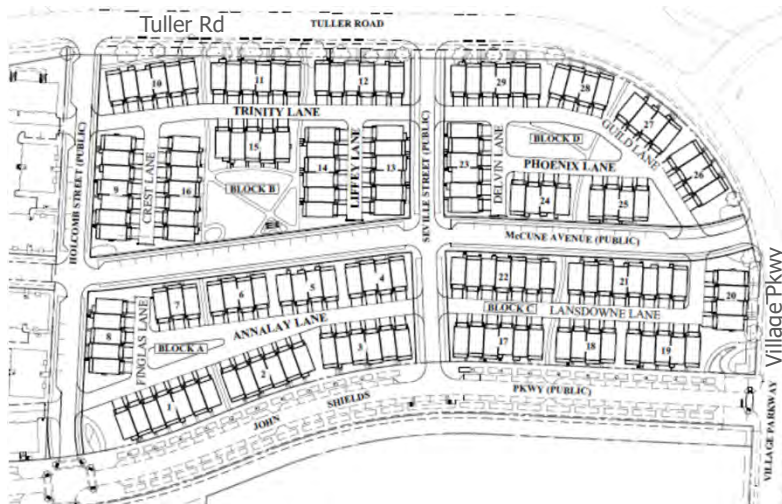 Tuller Rd
TULLER ROAD
10
11
12
29
28
27
26
TRINITY LANE
GUILD LANE
HOLCOMB STREET (PUBLIC)
9
CREST LANE
16
15
BLOCK B
14
LIFFEY LANE
13
SEVILLE STREET (PUBLIC)
23
DELVIN LANE
BLOCK D
PHOENIX LANE
24
25
McCUNE AVENUE (PUBLIC)
8
FINGLAS LANE
7
6
5
4
ANNALAY LANE
BLOCK A
1
2
3
22
21
20
BLOCK C
LANSDOWNE LANE
17
18
19
JOHN
SHIELDS
PKWY (PUBLIC)
Village Pkwy
VILLAGE PARKWAY